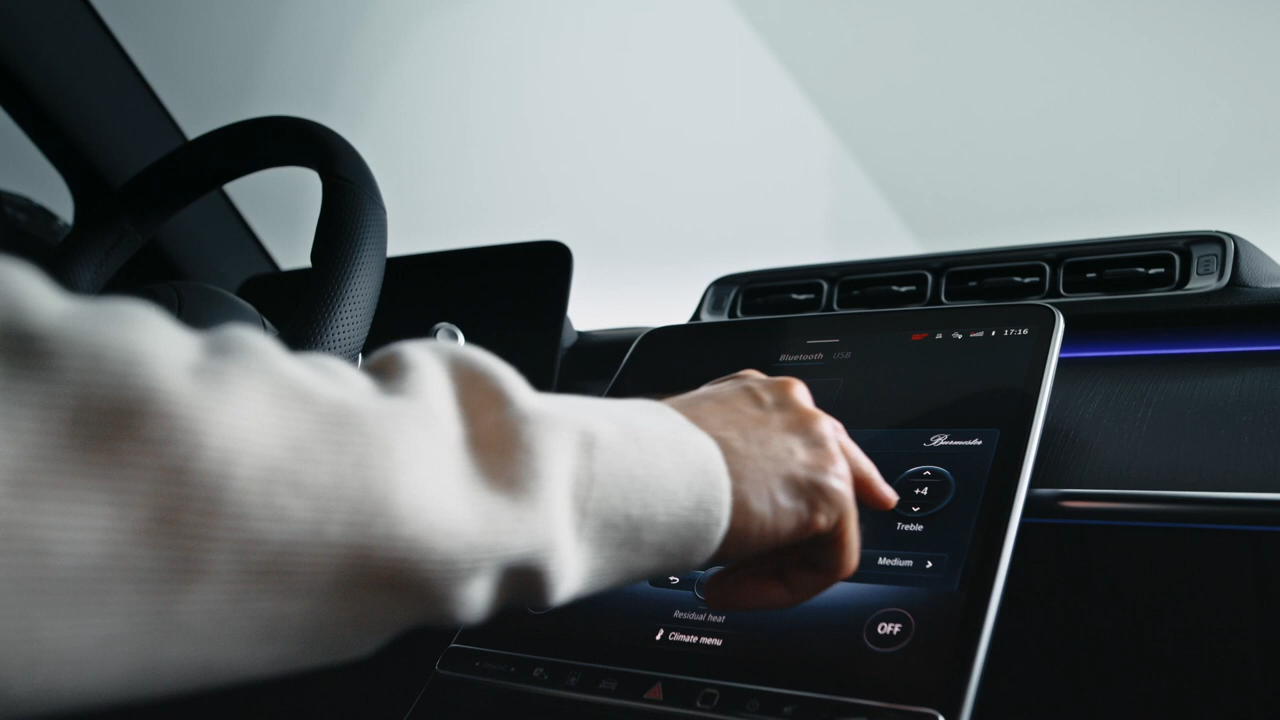 17:16
Bluetooth USB
Burmester
+4
Treble
Medium
Residual heat
OFF
Climate menu